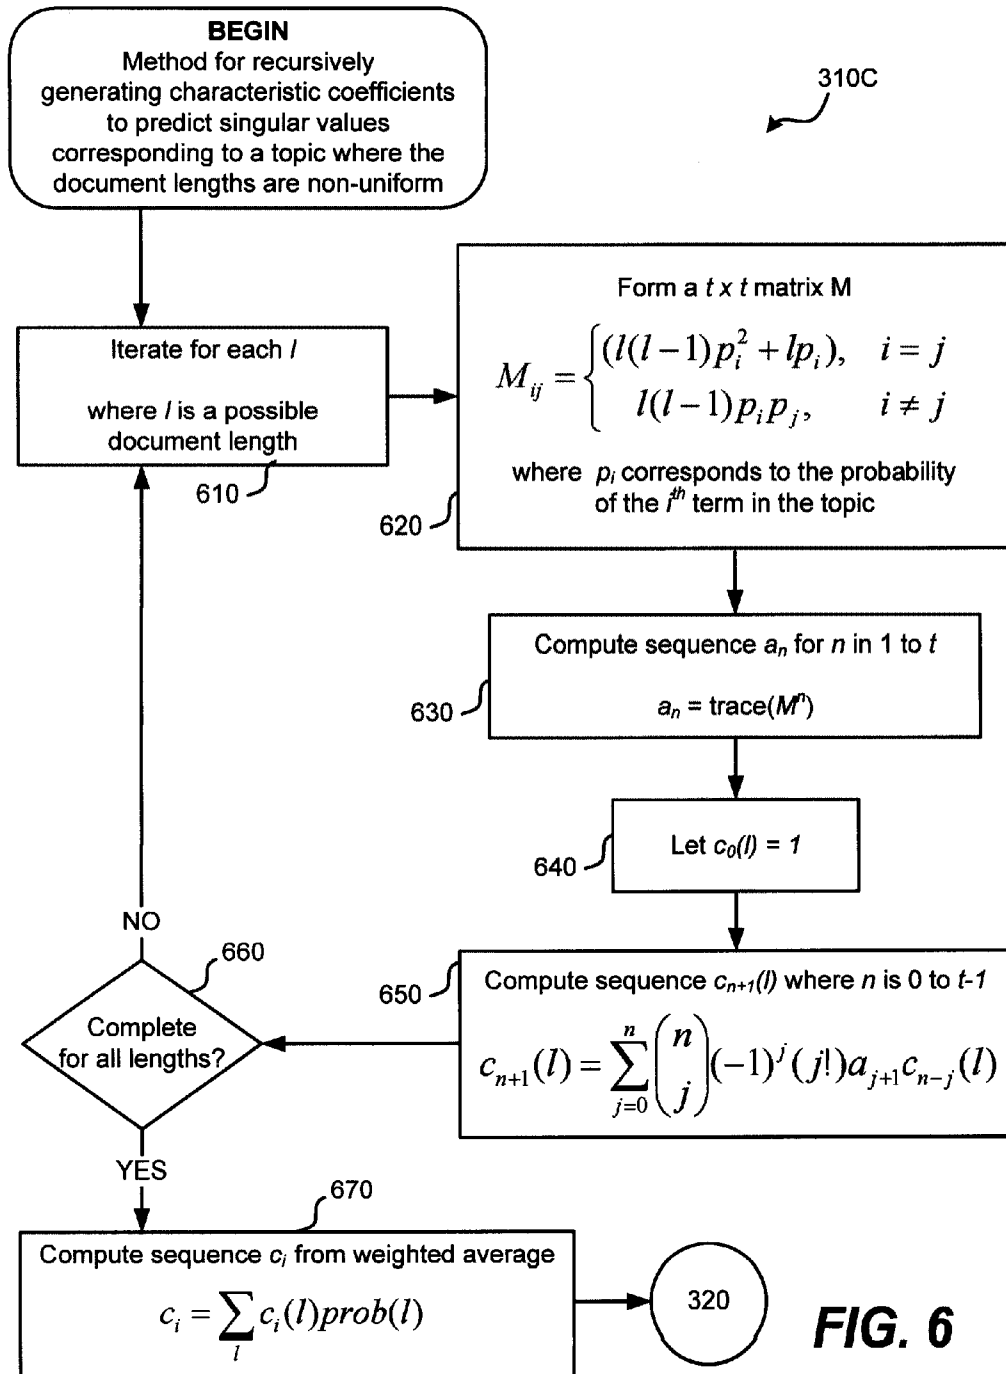 BEGIN
Method for recursively
generating characteristic coefficients
to predict singular values
corresponding to a topic where the
document lengths are non-uniform
310C
Iterate for each l
where l is a possible
document length
610
Form a t x t matrix M
M_{ij} = { (l(l−1)p_i^2 + lp_i), i = j
l(l−1)p_i p_j, i ≠ j
where p_i corresponds to the probability
of the i^{th} term in the topic
620
Compute sequence a_n for n in 1 to t
a_n = trace(M^n)
630
Let c_0(l) = 1
640
Compute sequence c_{n+1}(l) where n is 0 to t-1
c_{n+1}(l) = \sum_{j=0}^{n} \binom{n}{j} (−1)^j (j!) a_{j+1} c_{n−j}(l)
650
NO
660
Complete
for all lengths?
YES
670
Compute sequence c_i from weighted average
c_i = \sum_{l} c_i(l) prob(l)
320
FIG. 6